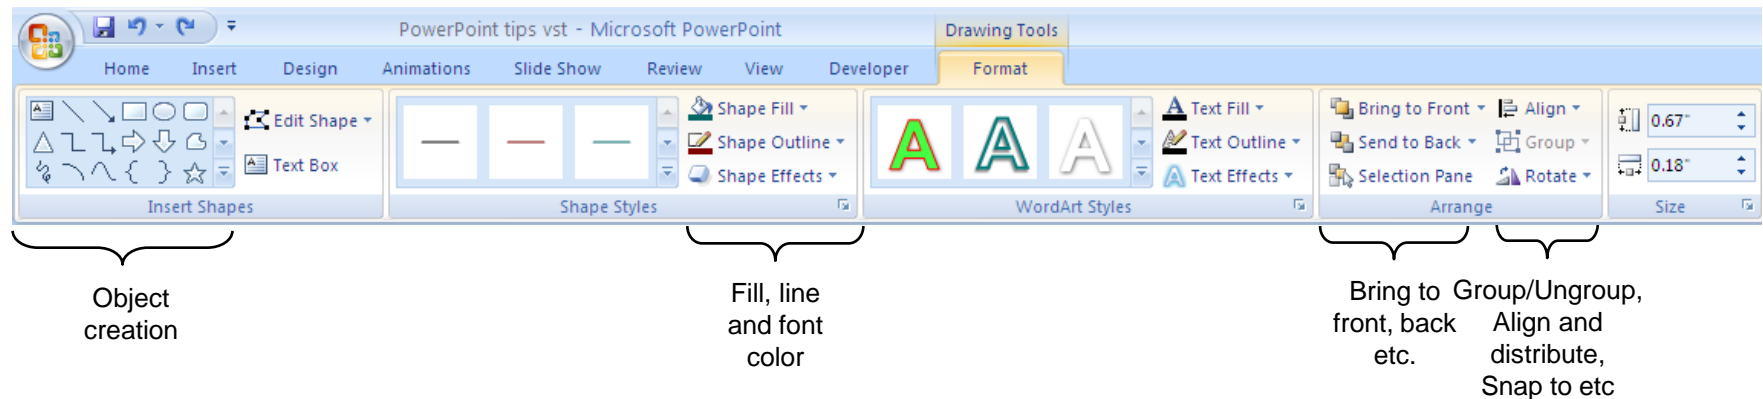 PowerPoint tips vst - Microsoft PowerPoint
Drawing Tools
Home Insert Design Animations Slide Show Review View Developer Format
Edit Shape
Text Box
Insert Shapes
Shape Fill
Shape Outline
Shape Effects
Shape Styles
A A A
Text Fill
Text Outline
Text Effects
WordArt Styles
Bring to Front
Send to Back
Selection Pane
Align
Group
Rotate
Arrange
0.67"
0.18"
Size
Object
creation
Fill, line
and font
color
Bring to
front, back
etc.
Group/Ungroup,
Align and
distribute,
Snap to etc